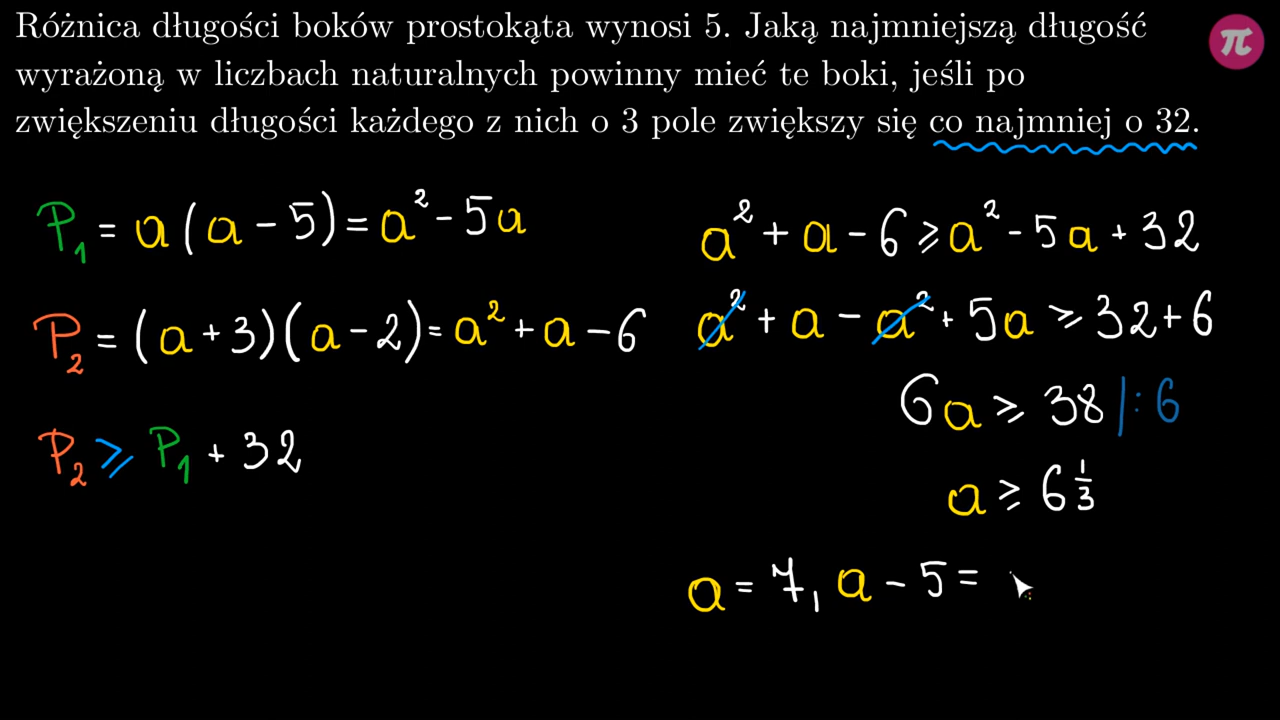 Różnica długości boków prostokąta wynosi 5. Jaką najmniejszą długość
wyrażoną w liczbach naturalnych powinny mieć te boki, jeśli po
zwiększeniu długości każdego z nich o 3 pole zwiększy się co najmniej o 32.
π
P₁ = a(a − 5) = a² − 5a
P₂ = (a + 3)(a − 2) = a² + a − 6
P₂ ⩾ P₁ + 32
a² + a − 6 ⩾ a² − 5a + 32
a² + a − a² + 5a ⩾ 32 + 6
6a ⩾ 38 |: 6
a ⩾ 6 1/3
a = 7, a − 5 =